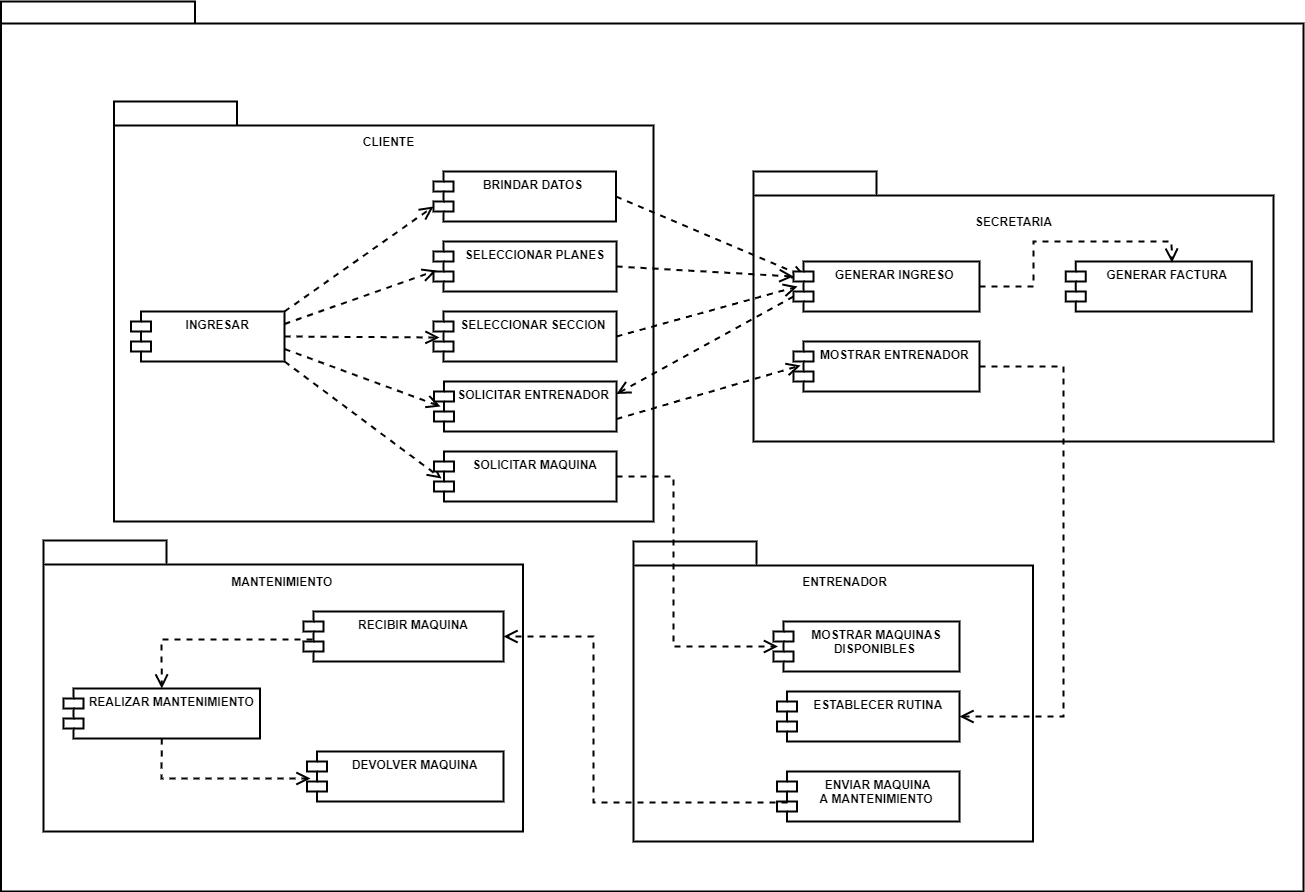 CLIENTE
BRINDAR DATOS
SELECCIONAR PLANES
INGRESAR
SELECCIONAR SECCION
SOLICITAR ENTRENADOR
SOLICITAR MAQUINA
SECRETARIA
GENERAR INGRESO
GENERAR FACTURA
MOSTRAR ENTRENADOR
MANTENIMIENTO
RECIBIR MAQUINA
REALIZAR MANTENIMIENTO
DEVOLVER MAQUINA
ENTRENADOR
MOSTRAR MAQUINAS
DISPONIBLES
ESTABLECER RUTINA
ENVIAR MAQUINA
A MANTENIMIENTO